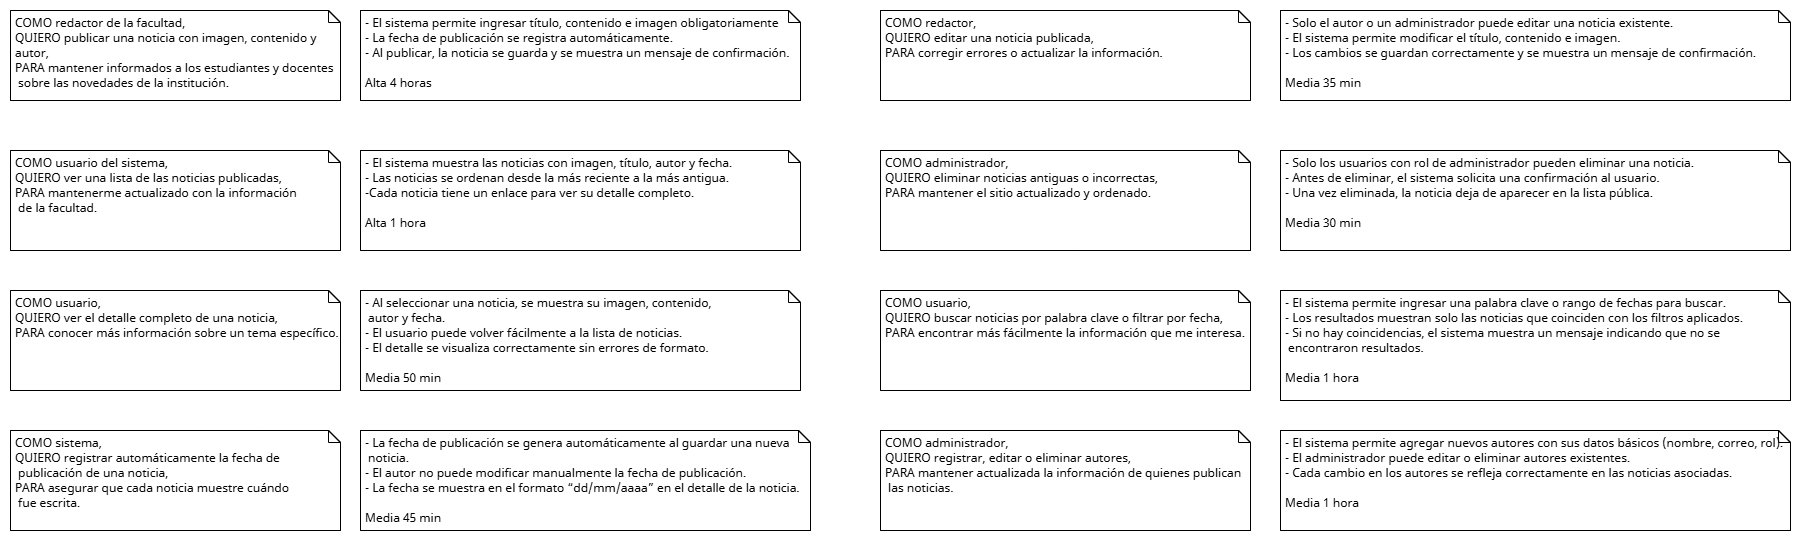 COMO redactor de la facultad,
QUIERO publicar una noticia con imagen, contenido y
autor,
PARA mantener informados a los estudiantes y docentes
sobre las novedades de la institución.
- El sistema permite ingresar título, contenido e imagen obligatoriamente
- La fecha de publicación se registra automáticamente.
- Al publicar, la noticia se guarda y se muestra un mensaje de confirmación.
Alta 4 horas
COMO redactor,
QUIERO editar una noticia publicada,
PARA corregir errores o actualizar la información.
- Solo el autor o un administrador puede editar una noticia existente.
- El sistema permite modificar el título, contenido e imagen.
- Los cambios se guardan correctamente y se muestra un mensaje de confirmación.
Media 35 min
COMO usuario del sistema,
QUIERO ver una lista de las noticias publicadas,
PARA mantenerme actualizado con la información
de la facultad.
- El sistema muestra las noticias con imagen, título, autor y fecha.
- Las noticias se ordenan desde la más reciente a la más antigua.
-Cada noticia tiene un enlace para ver su detalle completo.
Alta 1 hora
COMO administrador,
QUIERO eliminar noticias antiguas o incorrectas,
PARA mantener el sitio actualizado y ordenado.
- Solo los usuarios con rol de administrador pueden eliminar una noticia.
- Antes de eliminar, el sistema solicita una confirmación al usuario.
- Una vez eliminada, la noticia deja de aparecer en la lista pública.
Media 30 min
COMO usuario,
QUIERO ver el detalle completo de una noticia,
PARA conocer más información sobre un tema específico.
- Al seleccionar una noticia, se muestra su imagen, contenido,
autor y fecha.
- El usuario puede volver fácilmente a la lista de noticias.
- El detalle se visualiza correctamente sin errores de formato.
Media 50 min
COMO usuario,
QUIERO buscar noticias por palabra clave o filtrar por fecha,
PARA encontrar más fácilmente la información que me interesa.
- El sistema permite ingresar una palabra clave o rango de fechas para buscar.
- Los resultados muestran solo las noticias que coinciden con los filtros aplicados.
- Si no hay coincidencias, el sistema muestra un mensaje indicando que no se
encontraron resultados.
Media 1 hora
COMO sistema,
QUIERO registrar automáticamente la fecha de
publicación de una noticia,
PARA asegurar que cada noticia muestre cuándo
fue escrita.
- La fecha de publicación se genera automáticamente al guardar una nueva
noticia.
- El autor no puede modificar manualmente la fecha de publicación.
- La fecha se muestra en el formato “dd/mm/aaaa” en el detalle de la noticia.
Media 45 min
COMO administrador,
QUIERO registrar, editar o eliminar autores,
PARA mantener actualizada la información de quienes publican
las noticias.
- El sistema permite agregar nuevos autores con sus datos básicos (nombre, correo, rol).
- El administrador puede editar o eliminar autores existentes.
- Cada cambio en los autores se refleja correctamente en las noticias asociadas.
Media 1 hora